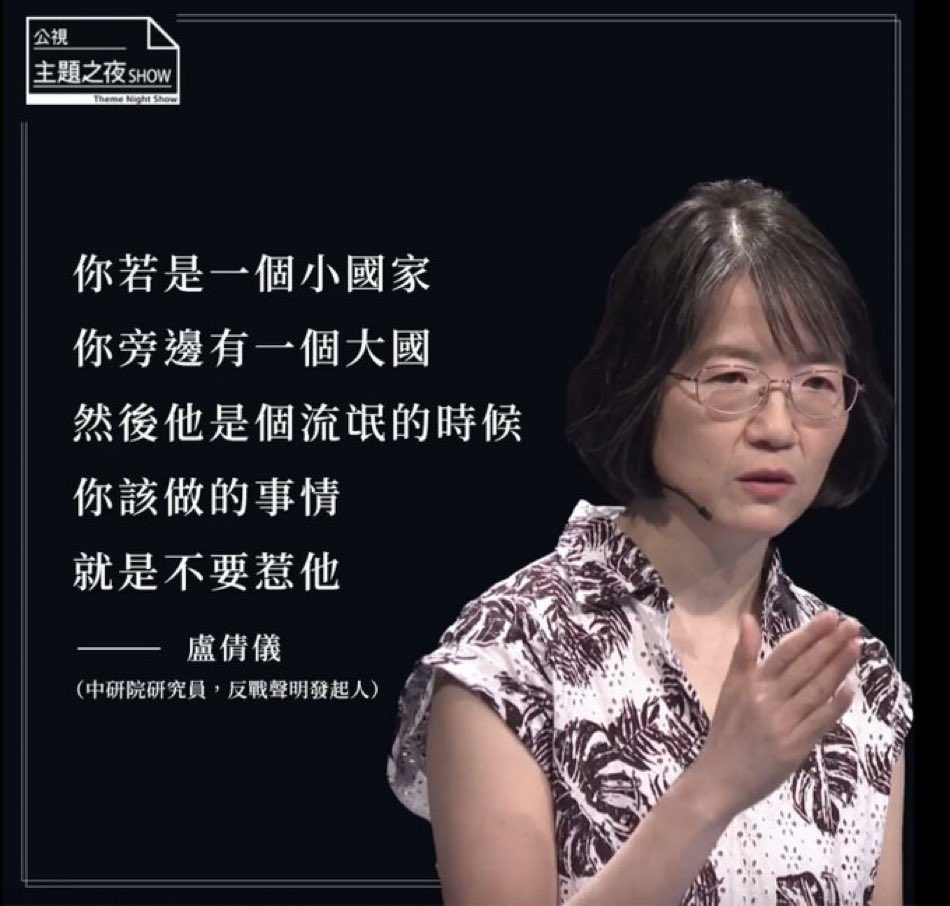 公視
主題之夜SHOW
Theme Night Show
你若是一個小國家
你旁邊有一個大國
然後他是個流氓的時候
你該做的事情
就是不要惹他
—— 盧倩儀
（中研院研究員，反戰聲明發起人）